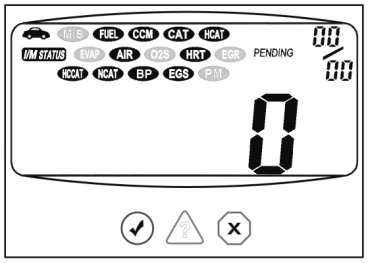 MIS FUEL CCM CAT HCAT 00
I/M STATUS EVAP AIR O2S HRT EGR PENDING / 00
HCCAT NCAT BP EGS PM
0
? X